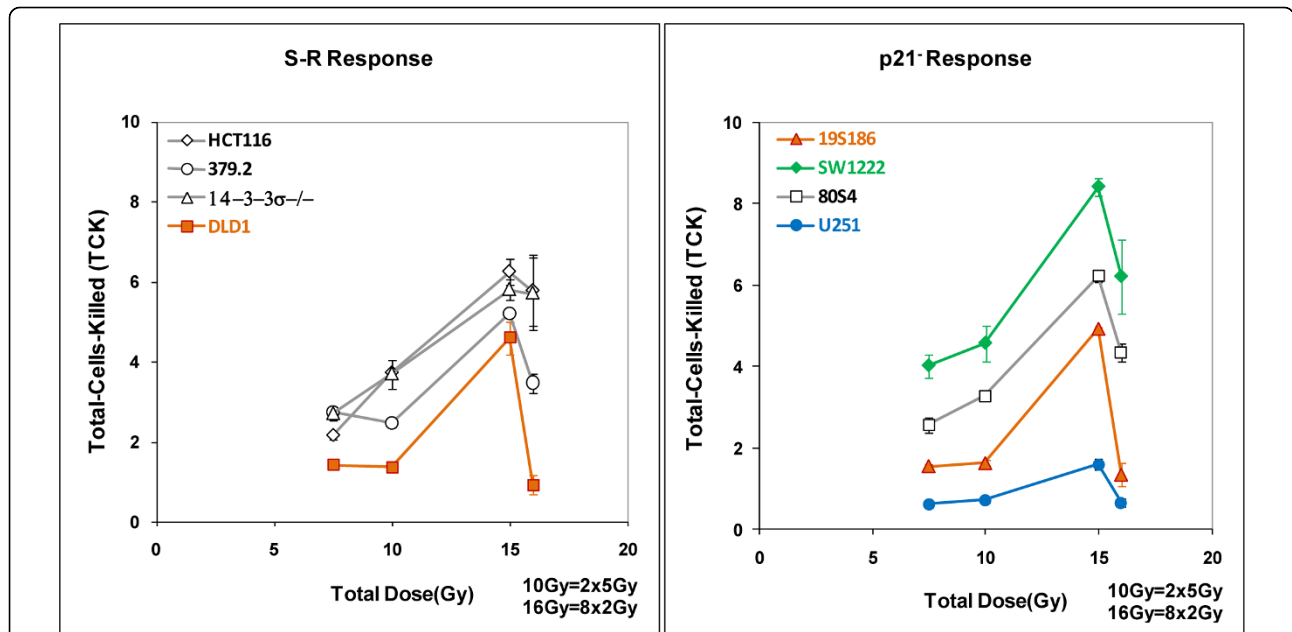 S-R Response
Total-Cells-Killed (TCK)
10
8
6
4
2
0
HCT116
379.2
14–3–3σ–/–
DLD1
0 5 10 15 20
Total Dose(Gy)
10Gy=2x5Gy
16Gy=8x2Gy
p21- Response
Total-Cells-Killed (TCK)
10
8
6
4
2
0
19S186
SW1222
80S4
U251
0 5 10 15 20
Total Dose(Gy)
10Gy=2x5Gy
16Gy=8x2Gy